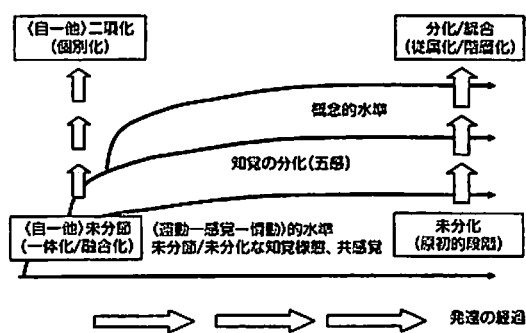 〈自ー他〉二項化
(個別化)
分化/統合
(従属化/階層化)
概念的水準
知覚の分化(五感)
〈自ー他〉未分節
(一体化/融合化)
(運動ー感覚ー情動)的水準
未分節/未分化な知覚様態、共感覚
未分化
(原初的段階)
発達の経過